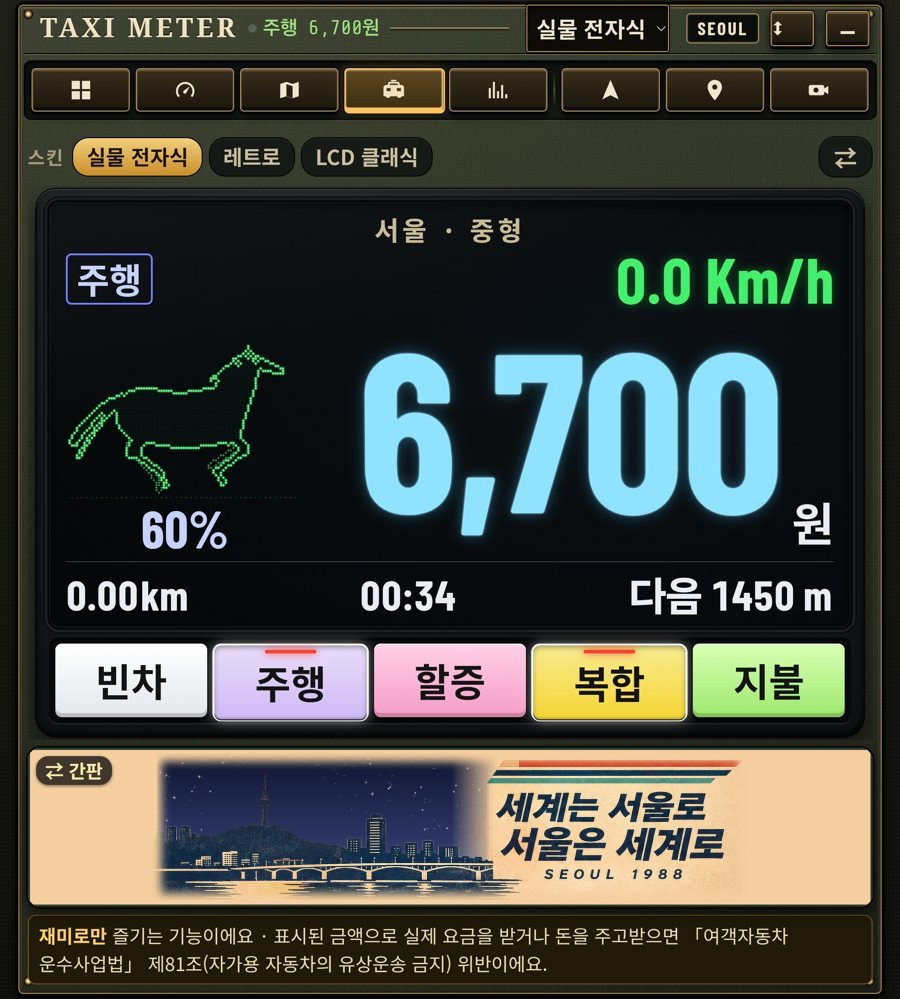 TAXI METER 주행 6,700원 실물 전자식 SEOUL
스킨 실물 전자식 레트로 LCD 클래식
서울 · 중형
주행 0.0 Km/h
6,700 원
60%
0.00km 00:34 다음 1450 m
빈차 주행 할증 복합 지불
간판
세계는 서울로
서울은 세계로
SEOUL 1988
재미로만 즐기는 기능이에요 · 표시된 금액으로 실제 요금을 받거나 돈을 주고받으면 「여객자동차
운수사업법」 제81조(자가용 자동차의 유상운송 금지) 위반이에요.